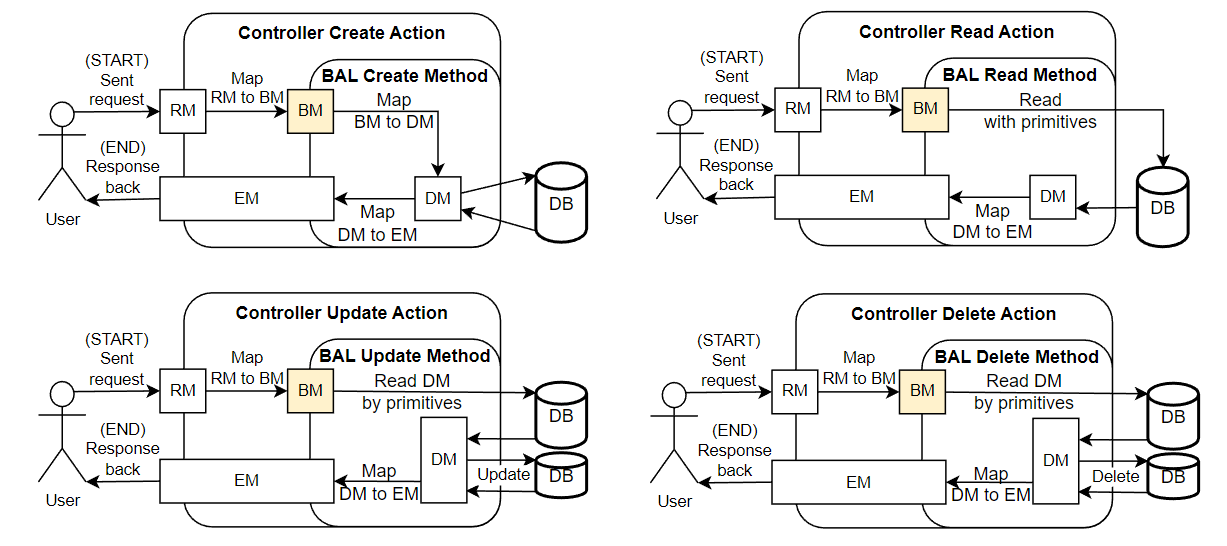 Controller Create Action
BAL Create Method
(START)
Sent
request
Map
RM to BM
RM
BM
Map
BM to DM
(END)
Response
back
EM
DM
Map
DM to EM
DB
User
Controller Read Action
BAL Read Method
(START)
Sent
request
Map
RM to BM
RM
BM
Read
with primitives
(END)
Response
back
EM
DM
Map
DM to EM
DB
User
Controller Update Action
BAL Update Method
(START)
Sent
request
Map
RM to BM
RM
BM
Read DM
by primitives
DB
(END)
Response
back
EM
DM
Map
DM to EM
Update
DB
User
Controller Delete Action
BAL Delete Method
(START)
Sent
request
Map
RM to BM
RM
BM
Read DM
by primitives
DB
(END)
Response
back
EM
DM
Map
DM to EM
Delete
DB
User